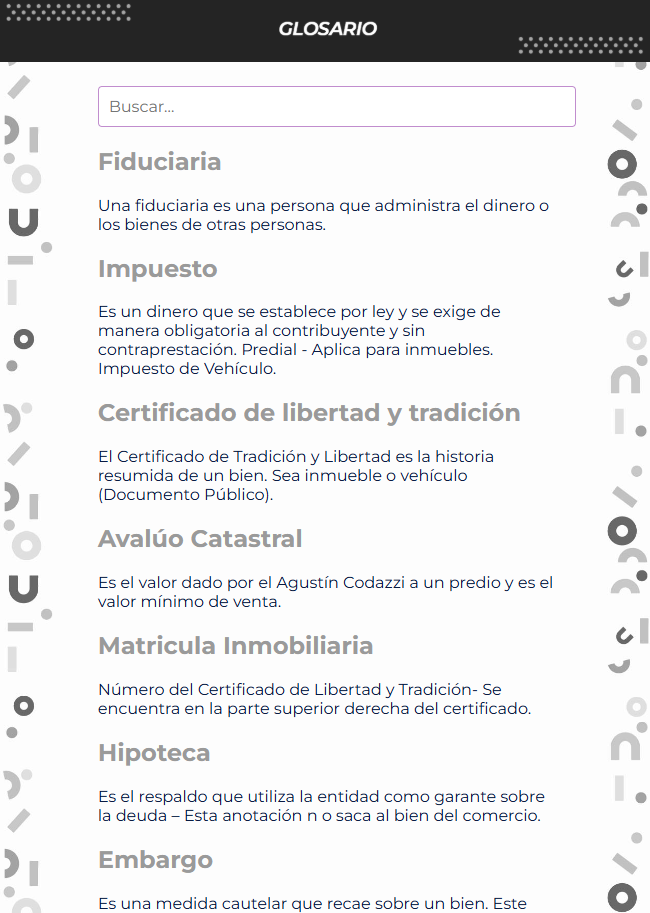 GLOSARIO
Buscar...
Fiduciaria
Una fiduciaria es una persona que administra el dinero o
los bienes de otras personas.
Impuesto
Es un dinero que se establece por ley y se exige de
manera obligatoria al contribuyente y sin
contraprestación. Predial - Aplica para inmuebles.
Impuesto de Vehículo.
Certificado de libertad y tradición
El Certificado de Tradición y Libertad es la historia
resumida de un bien. Sea inmueble o vehículo
(Documento Público).
Avalúo Catastral
Es el valor dado por el Agustín Codazzi a un predio y es el
valor mínimo de venta.
Matricula Inmobiliaria
Número del Certificado de Libertad y Tradición- Se
encuentra en la parte superior derecha del certificado.
Hipoteca
Es el respaldo que utiliza la entidad como garante sobre
la deuda – Esta anotación n o saca al bien del comercio.
Embargo
Es una medida cautelar que recae sobre un bien. Este